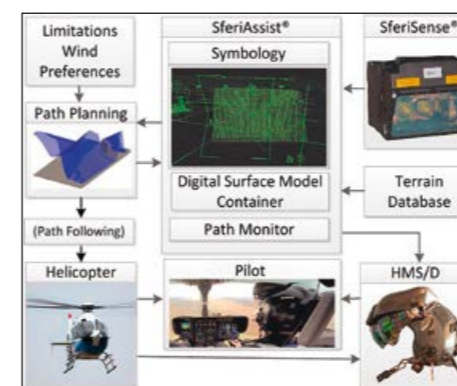 Limitations
Wind
Preferences
Path Planning
(Path Following)
Helicopter
SferiAssist®
Symbology
Digital Surface Model
Container
Path Monitor
Pilot
SferiSense®
Terrain
Database
HMS/D